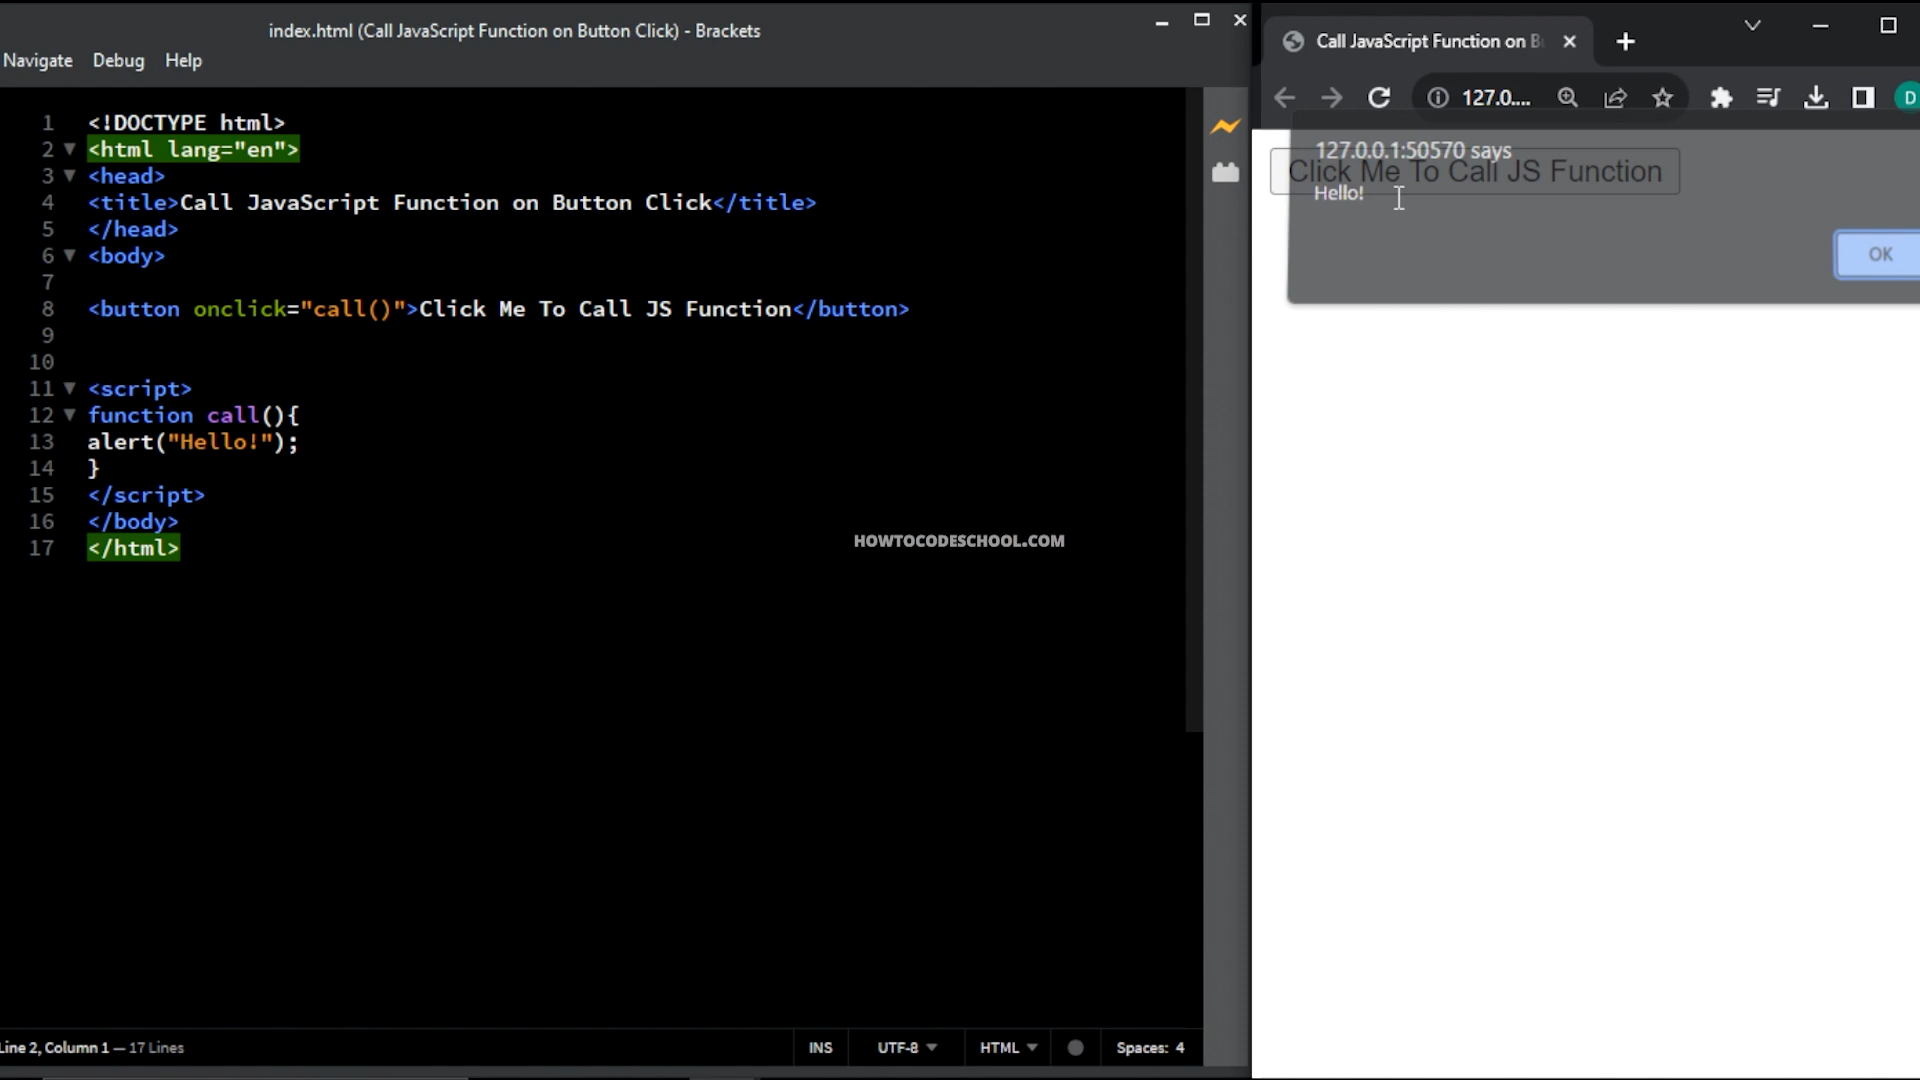 index.html (Call JavaScript Function on Button Click) - Brackets
Navigate Debug Help
1 <!DOCTYPE html>
2 <html lang="en">
3 <head>
4 <title>Call JavaScript Function on Button Click</title>
5 </head>
6 <body>
7
8 <button onclick="call()">Click Me To Call JS Function</button>
9
10
11 <script>
12 function call(){
13 alert("Hello!");
14 }
15 </script>
16 </body>
17 </html>
HOWTOCODESCHOOL.COM
Line 2, Column 1 — 17 Lines
INS UTF-8 HTML Spaces: 4
Call JavaScript Function on B
127.0.... D
127.0.0.1:50570 says
Click Me To Call JS Function
Hello!
OK